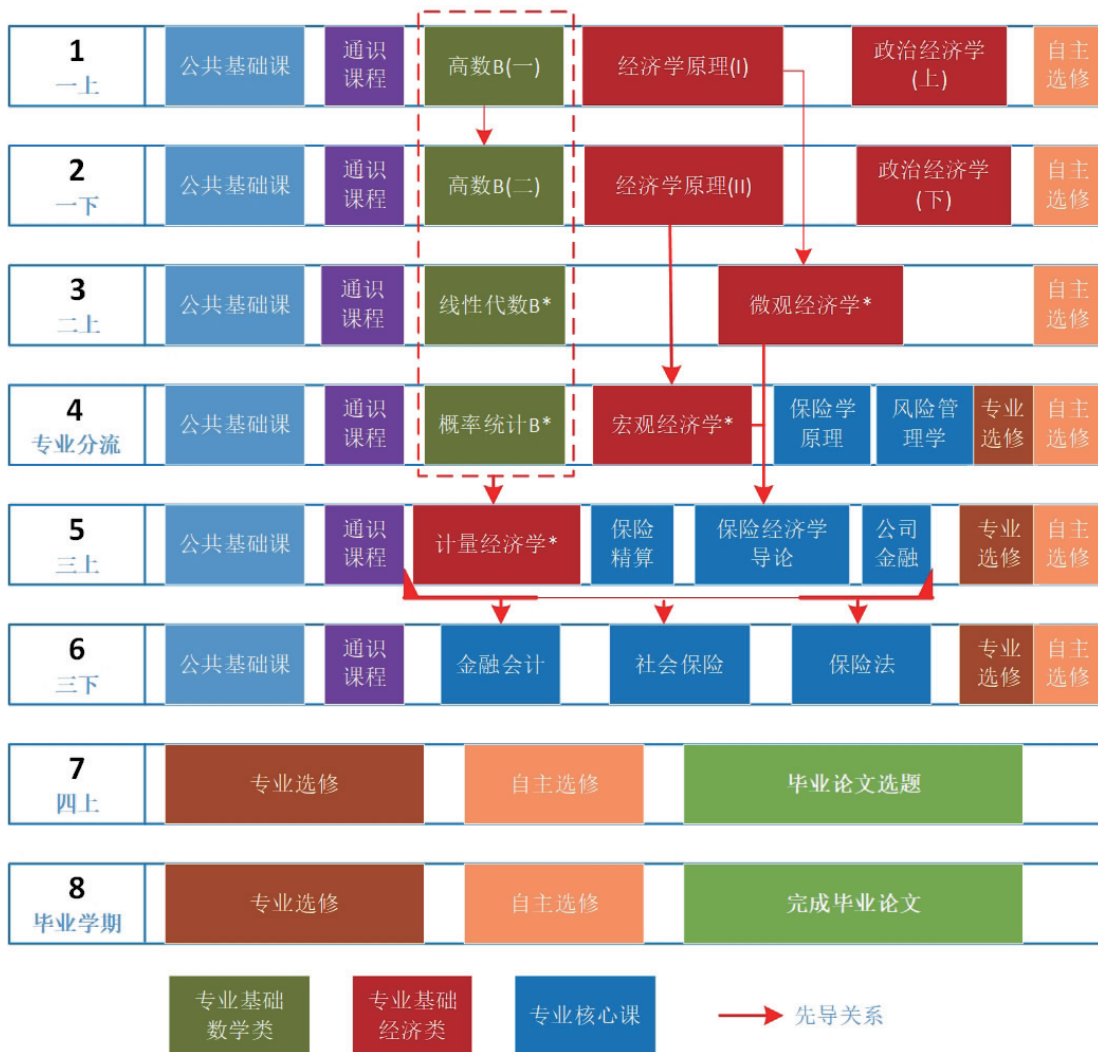 1
一上
公共基础课
通识
课程
高数B(一)
经济学原理(I)
政治经济学
(上)
自主
选修
2
一下
公共基础课
通识
课程
高数B(二)
经济学原理(II)
政治经济学
(下)
自主
选修
3
二上
公共基础课
通识
课程
线性代数B*
微观经济学*
自主
选修
4
专业分流
公共基础课
通识
课程
概率统计B*
宏观经济学*
保险学
原理
风险管
理学
专业
选修
自主
选修
5
三上
公共基础课
通识
课程
计量经济学*
保险
精算
保险经济学
导论
公司
金融
专业
选修
自主
选修
6
三下
公共基础课
通识
课程
金融会计
社会保险
保险法
专业
选修
自主
选修
7
四上
专业选修
自主选修
毕业论文选题
8
毕业学期
专业选修
自主选修
完成毕业论文
专业基础
数学类
专业基础
经济类
专业核心课
先导关系